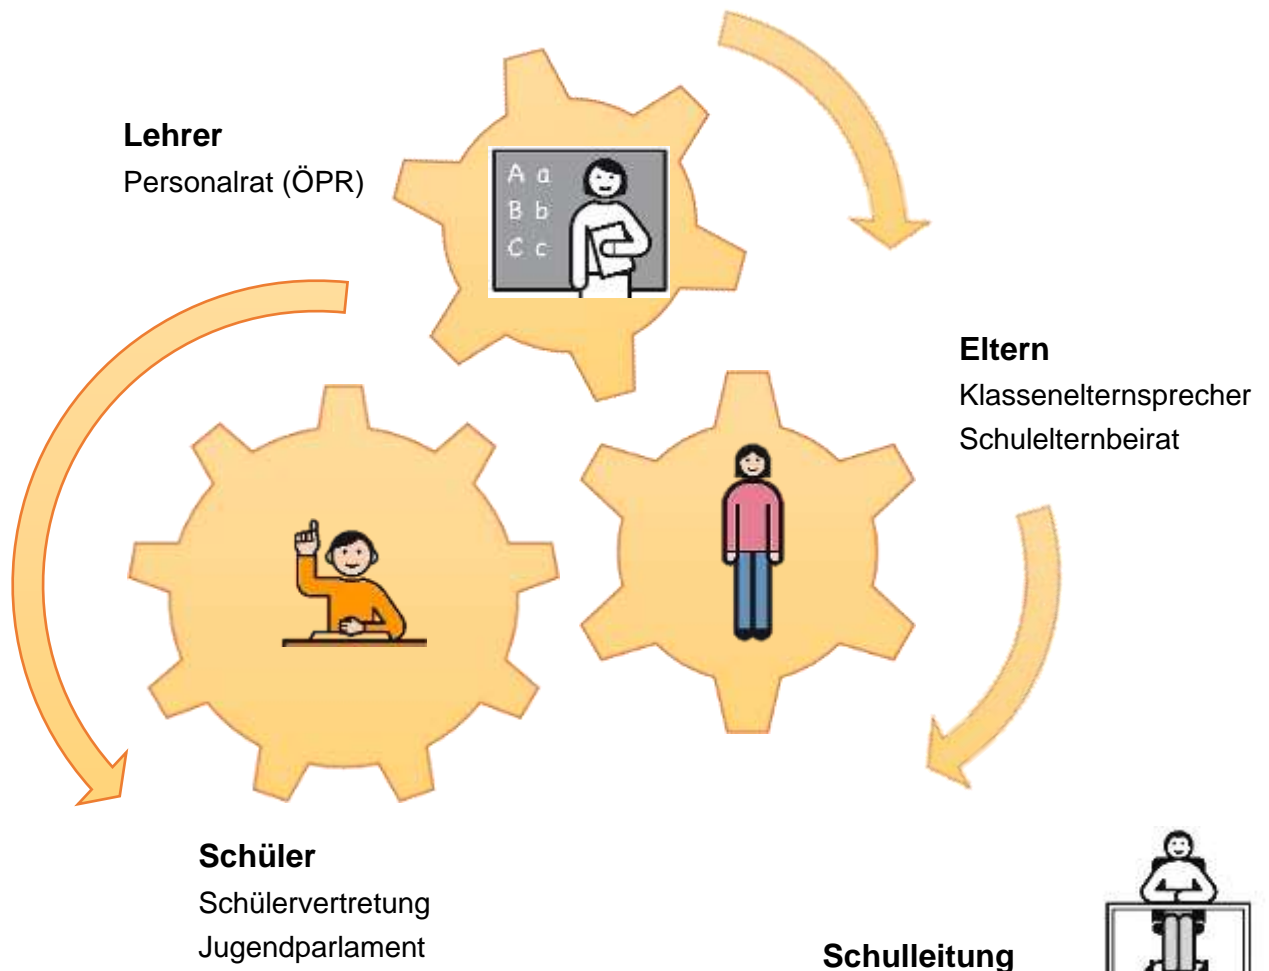 Lehrer
Personalrat (ÖPR)
A a
B b
C c
Eltern
Klassenelternsprecher
Schulelternbeirat
Schüler
Schülervertretung
Jugendparlament
Schulleitung